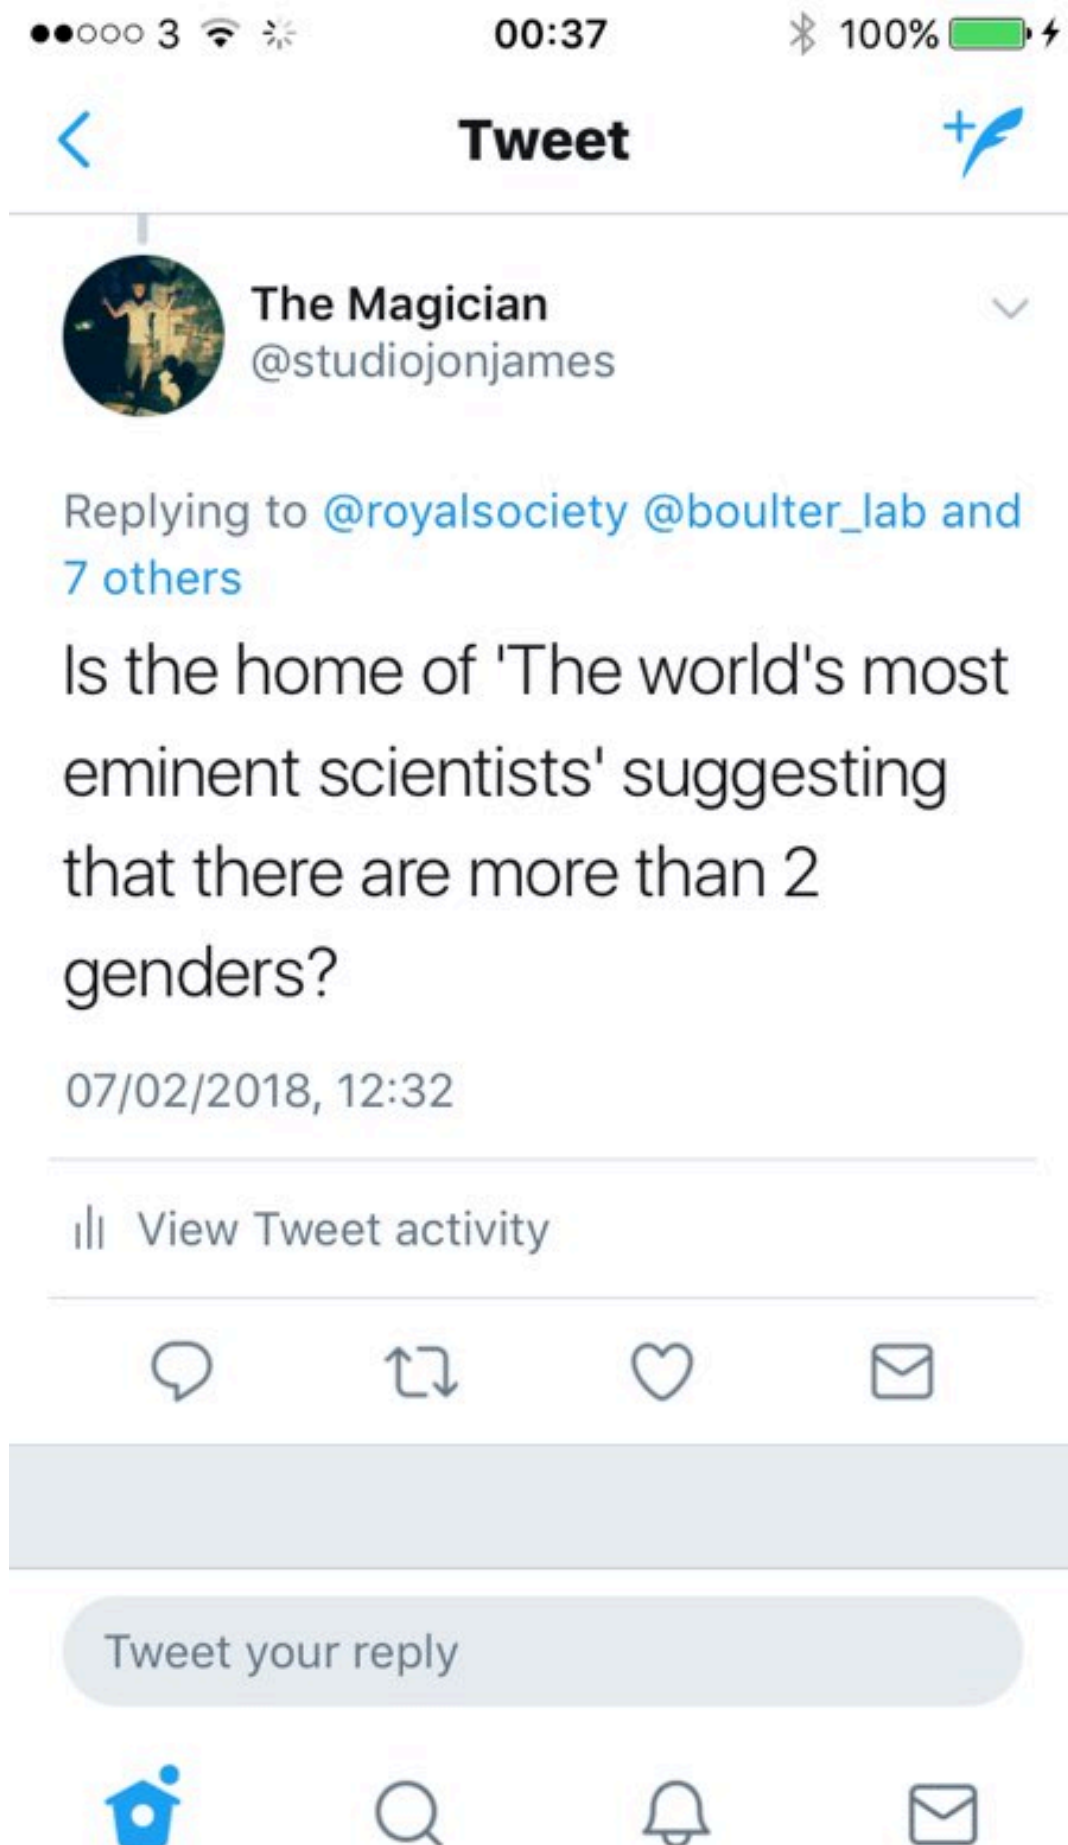 3 00:37 100%
Tweet
The Magician
@studiojonjames
Replying to @royalsociety @boulter_lab and
7 others
Is the home of 'The world's most
eminent scientists' suggesting
that there are more than 2
genders?
07/02/2018, 12:32
View Tweet activity
Tweet your reply